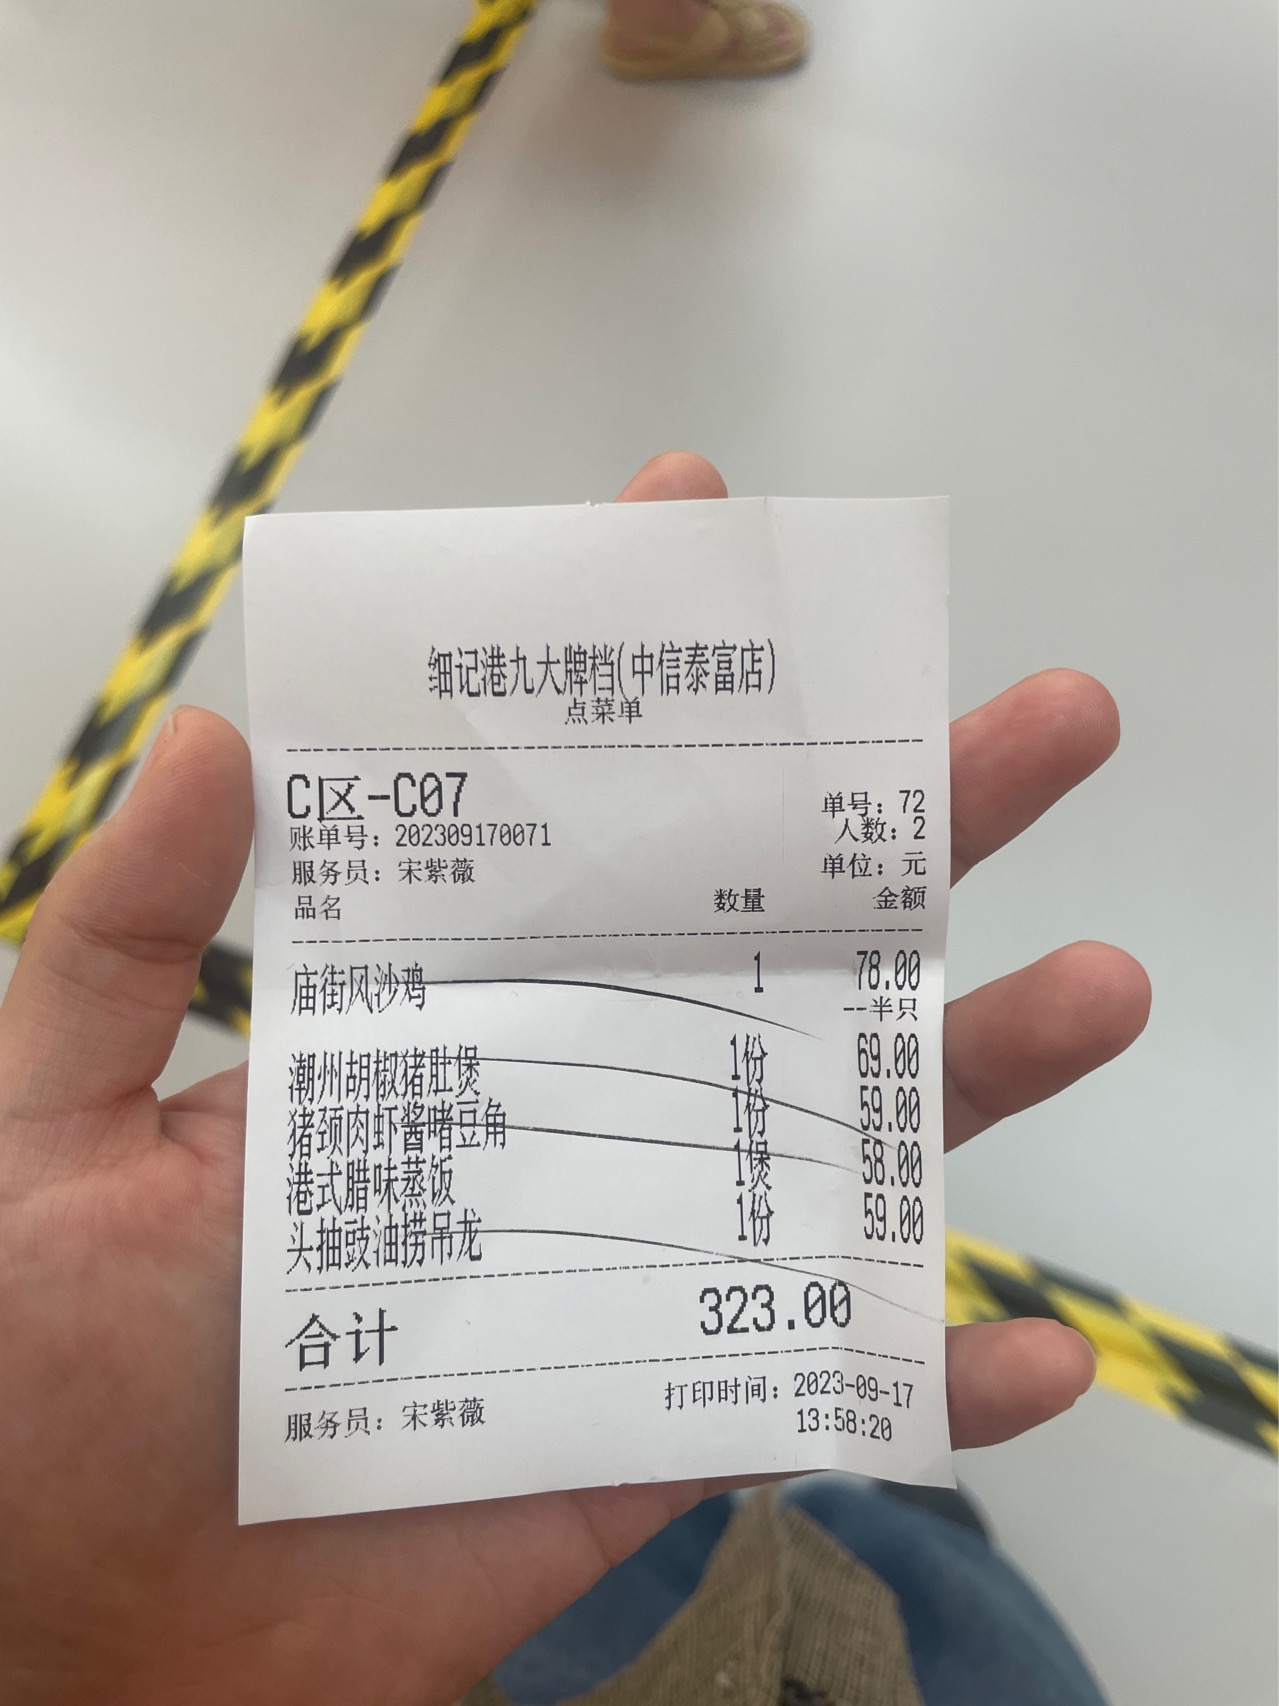 细记港九大牌档(中信泰富店)
点菜单
C区-C07
单号：72
账单号：202309170071
人数：2
服务员：宋紫薇
单位：元
品名 数量 金额
庙街风沙鸡 1 78.00
--半只
潮州胡椒猪肚煲 1份 69.00
猪颈肉虾酱啫豆角 1份 59.00
港式腊味蒸饭 1煲 58.00
头抽豉油捞吊龙 1份 59.00
合计 323.00
服务员：宋紫薇 打印时间：2023-09-17
13:58:20